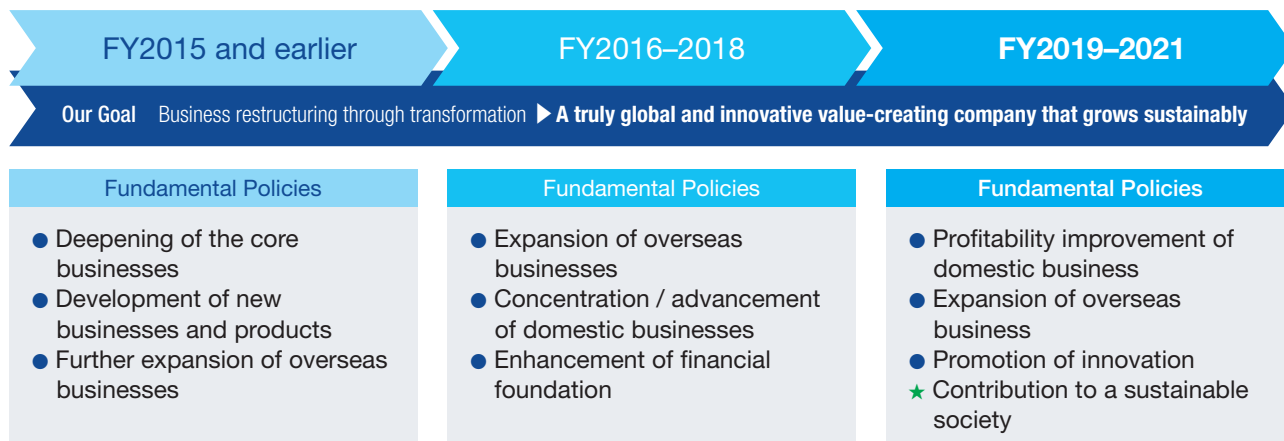 FY2015 and earlier
FY2016–2018
FY2019–2021
Our Goal Business restructuring through transformation ▶ A truly global and innovative value-creating company that grows sustainably
Fundamental Policies
● Deepening of the core
businesses
● Development of new
businesses and products
● Further expansion of overseas
businesses
Fundamental Policies
● Expansion of overseas
businesses
● Concentration / advancement
of domestic businesses
● Enhancement of financial
foundation
Fundamental Policies
● Profitability improvement of
domestic business
● Expansion of overseas
business
● Promotion of innovation
★ Contribution to a sustainable
society